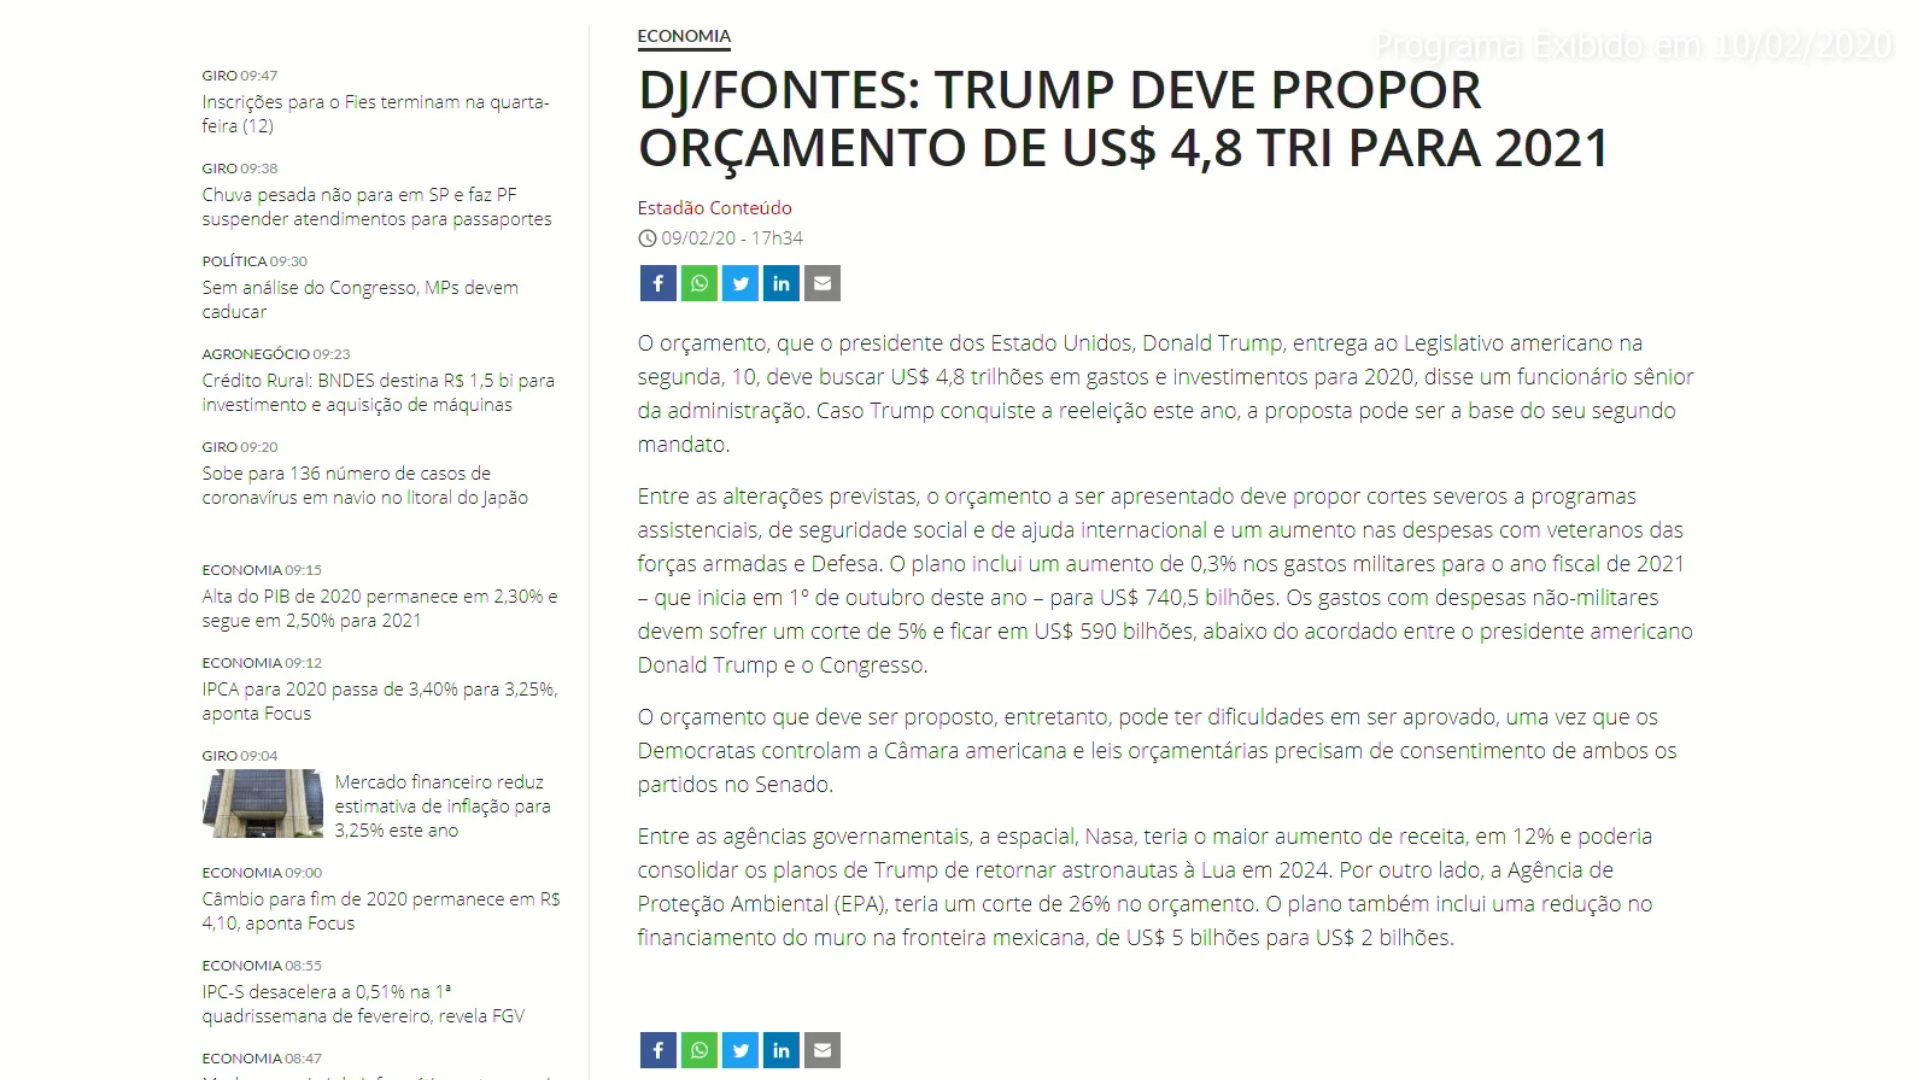 Programa Exibido em 10/02/2020
GIRO 09:47
Inscrições para o Fies terminam na quarta-
feira (12)
GIRO 09:38
Chuva pesada não para em SP e faz PF
suspender atendimentos para passaportes
POLÍTICA 09:30
Sem análise do Congresso, MPs devem
caducar
AGRONEGÓCIO 09:23
Crédito Rural: BNDES destina R$ 1,5 bi para
investimento e aquisição de máquinas
GIRO 09:20
Sobe para 136 número de casos de
coronavírus em navio no litoral do Japão
ECONOMIA 09:15
Alta do PIB de 2020 permanece em 2,30% e
segue em 2,50% para 2021
ECONOMIA 09:12
IPCA para 2020 passa de 3,40% para 3,25%,
aponta Focus
GIRO 09:04
Mercado financeiro reduz
estimativa de inflação para
3,25% este ano
ECONOMIA 09:00
Câmbio para fim de 2020 permanece em R$
4,10, aponta Focus
ECONOMIA 08:55
IPC-S desacelera a 0,51% na 1ª
quadrissemana de fevereiro, revela FGV
ECONOMIA 08:47
ECONOMIA
DJ/FONTES: TRUMP DEVE PROPOR
ORÇAMENTO DE US$ 4,8 TRI PARA 2021
Estadão Conteúdo
09/02/20 - 17h34
O orçamento, que o presidente dos Estado Unidos, Donald Trump, entrega ao Legislativo americano na
segunda, 10, deve buscar US$ 4,8 trilhões em gastos e investimentos para 2020, disse um funcionário sênior
da administração. Caso Trump conquiste a reeleição este ano, a proposta pode ser a base do seu segundo
mandato.
Entre as alterações previstas, o orçamento a ser apresentado deve propor cortes severos a programas
assistenciais, de seguridade social e de ajuda internacional e um aumento nas despesas com veteranos das
forças armadas e Defesa. O plano inclui um aumento de 0,3% nos gastos militares para o ano fiscal de 2021
– que inicia em 1º de outubro deste ano – para US$ 740,5 bilhões. Os gastos com despesas não-militares
devem sofrer um corte de 5% e ficar em US$ 590 bilhões, abaixo do acordado entre o presidente americano
Donald Trump e o Congresso.
O orçamento que deve ser proposto, entretanto, pode ter dificuldades em ser aprovado, uma vez que os
Democratas controlam a Câmara americana e leis orçamentárias precisam de consentimento de ambos os
partidos no Senado.
Entre as agências governamentais, a espacial, Nasa, teria o maior aumento de receita, em 12% e poderia
consolidar os planos de Trump de retornar astronautas à Lua em 2024. Por outro lado, a Agência de
Proteção Ambiental (EPA), teria um corte de 26% no orçamento. O plano também inclui uma redução no
financiamento do muro na fronteira mexicana, de US$ 5 bilhões para US$ 2 bilhões.